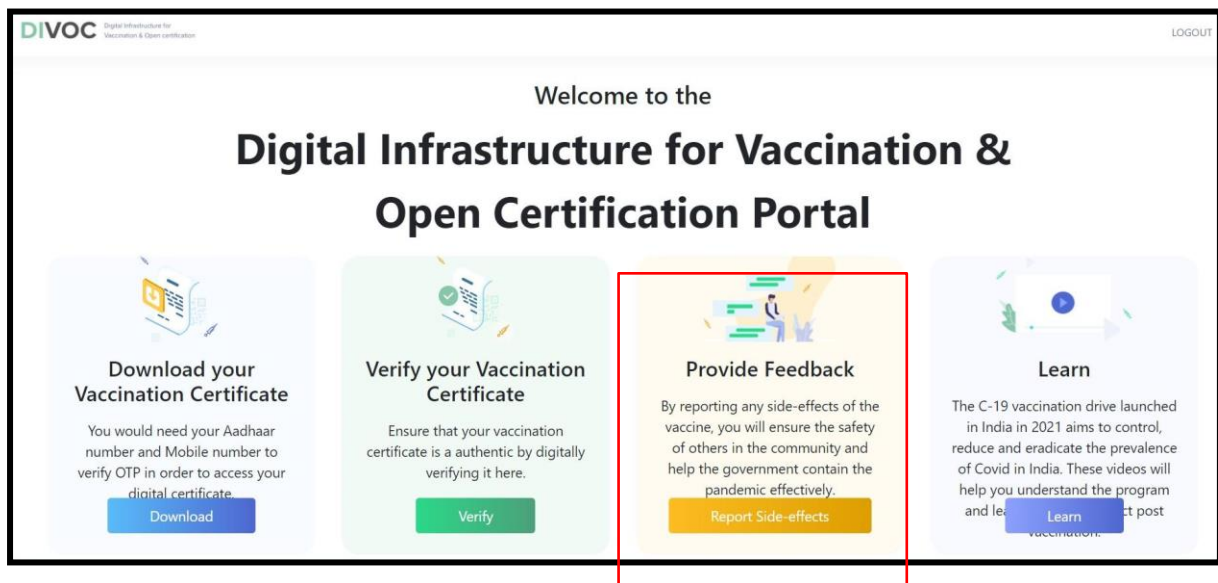 DIVOC
Digital Infrastructure for
Vaccination & Open certification
LOGOUT
Welcome to the
Digital Infrastructure for Vaccination &
Open Certification Portal
Download your
Vaccination Certificate
You would need your Aadhaar
number and Mobile number to
verify OTP in order to access your
digital certificate.
Download
Verify your Vaccination
Certificate
Ensure that your vaccination
certificate is a authentic by digitally
verifying it here.
Verify
Provide Feedback
By reporting any side-effects of the
vaccine, you will ensure the safety
of others in the community and
help the government contain the
pandemic effectively.
Report Side-effects
Learn
The C-19 vaccination drive launched
in India in 2021 aims to control,
reduce and eradicate the prevalence
of Covid in India. These videos will
help you understand the program
and ct post
vaccination.
Learn